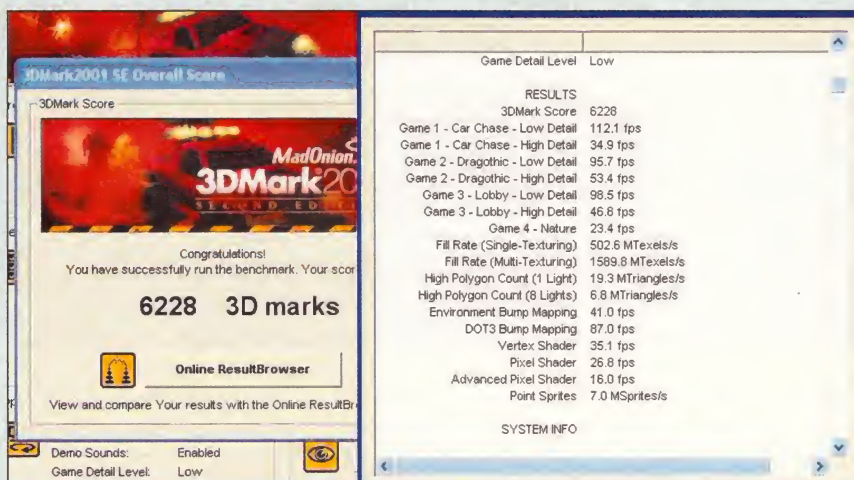 3DMark2001 SE Overall Score
3DMark Score
MadOnion.
3DMark 20
SECOND EDITI
Congratulations!
You have successfully run the benchmark. Your scor
6228 3D marks
Online ResultBrowser
View and compare Your results with the Online ResultBr
Demo Sounds: Enabled
Game Detail Level: Low
Game Detail Level Low
RESULTS
3DMark Score 6228
Game 1 - Car Chase - Low Detail 112.1 fps
Game 1 - Car Chase - High Detail 34.9 fps
Game 2 - Dragothic - Low Detail 95.7 fps
Game 2 - Dragothic - High Detail 53.4 fps
Game 3 - Lobby - Low Detail 98.5 fps
Game 3 - Lobby - High Detail 46.8 fps
Game 4 - Nature 23.4 fps
Fill Rate (Single-Texturing) 502.6 MTexels/s
Fill Rate (Multi-Texturing) 1589.8 MTexels/s
High Polygon Count (1 Light) 19.3 MTriangles/s
High Polygon Count (8 Lights) 6.8 MTriangles/s
Environment Bump Mapping 41.0 fps
DOT3 Bump Mapping 87.0 fps
Vertex Shader 35.1 fps
Pixel Shader 26.8 fps
Advanced Pixel Shader 16.0 fps
Point Sprites 7.0 MSprites/s
SYSTEM INFO